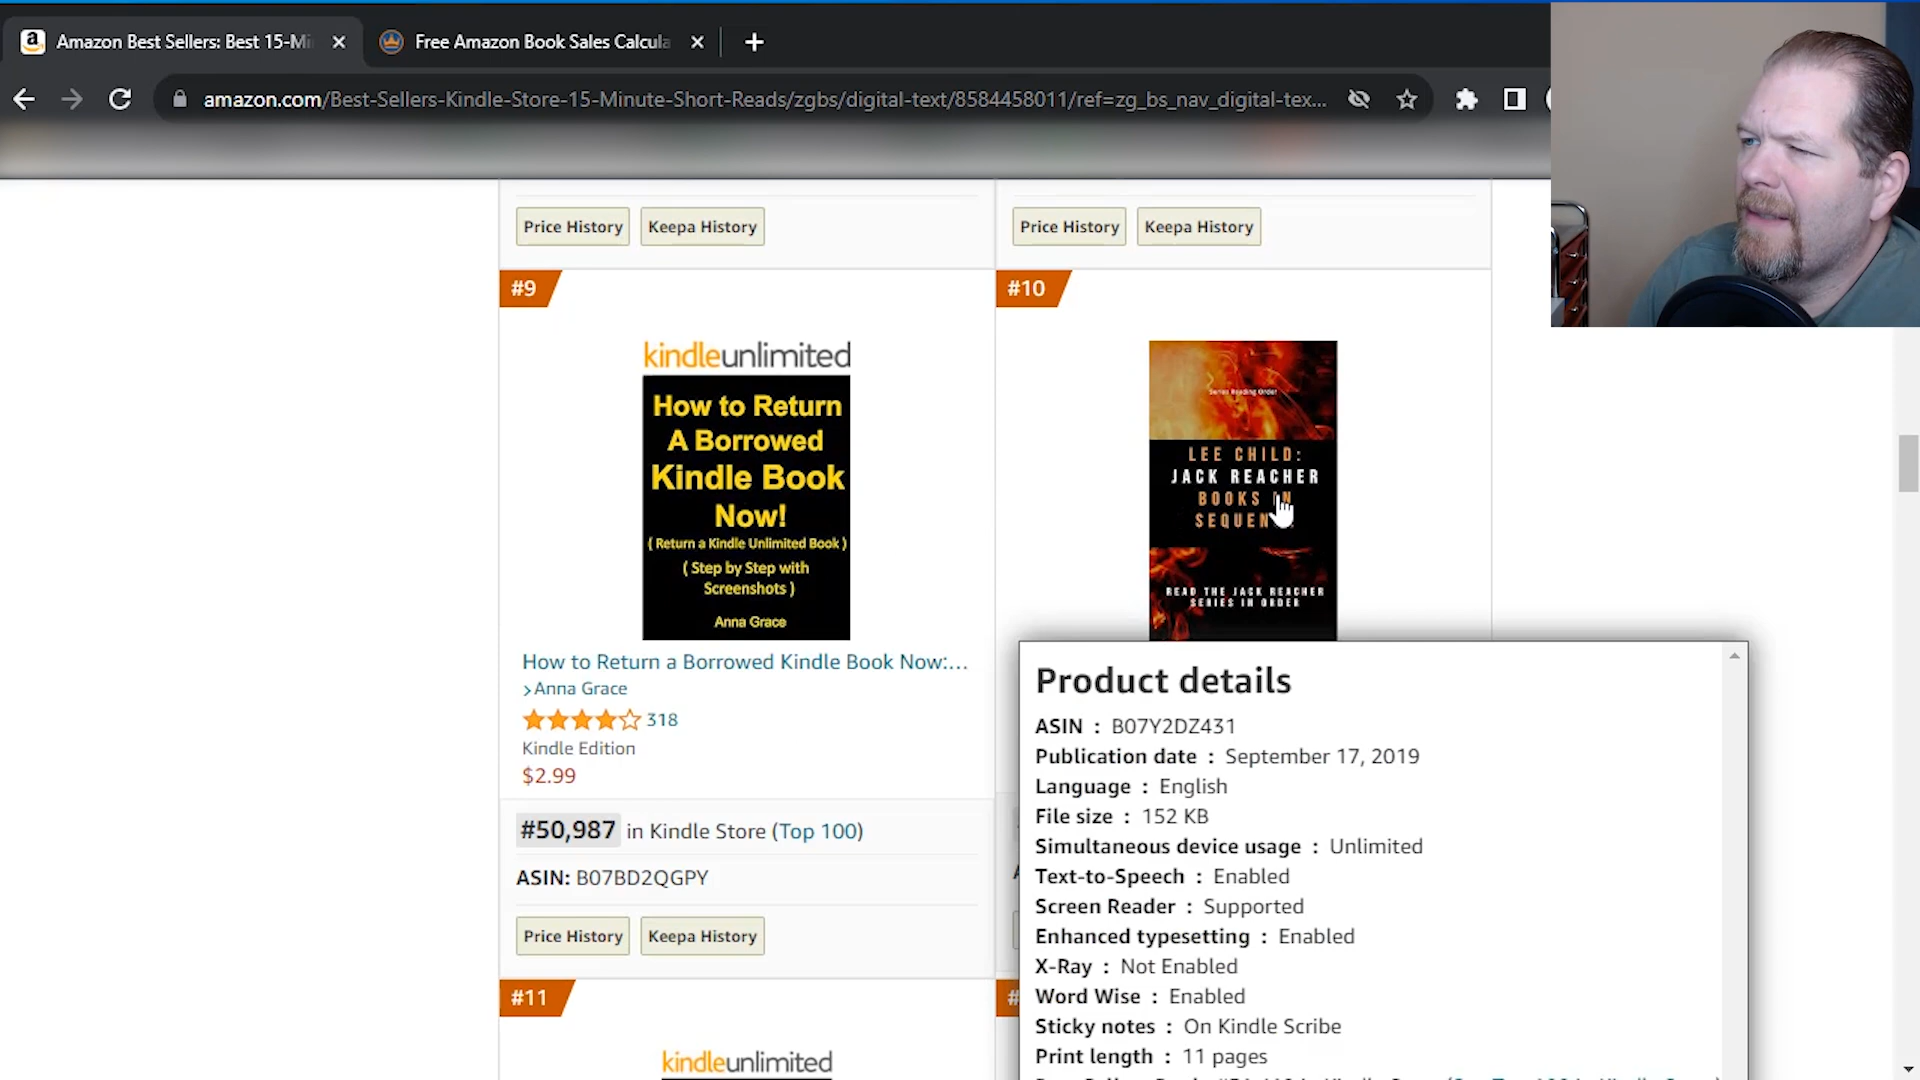 Amazon Best Sellers: Best 15-Mi
Free Amazon Book Sales Calcula
amazon.com/Best-Sellers-Kindle-Store-15-Minute-Short-Reads/zgbs/digital-text/8584458011/ref=zg_bs_nav_digital-tex...
Price History Keepa History
Price History Keepa History
#9
kindleunlimited
How to Return
A Borrowed
Kindle Book
Now!
( Return a Kindle Unlimited Book )
( Step by Step with
Screenshots )
Anna Grace
How to Return a Borrowed Kindle Book Now:...
Anna Grace
318
Kindle Edition
$2.99
#50,987 in Kindle Store (Top 100)
ASIN: B07BD2QGPY
Price History Keepa History
#10
Series Reading Order
LEE CHILD:
JACK REACHER
BOOKS IN
READ THE JACK REACHER
SERIES IN ORDER
Product details
ASIN : B07Y2DZ431
Publication date : September 17, 2019
Language : English
File size : 152 KB
Simultaneous device usage : Unlimited
Text-to-Speech : Enabled
Screen Reader : Supported
Enhanced typesetting : Enabled
X-Ray : Not Enabled
Word Wise : Enabled
Sticky notes : On Kindle Scribe
Print length : 11 pages
#11
kindleunlimited